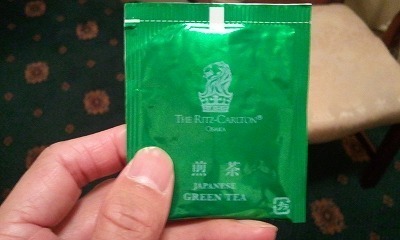 THE RITZ-CARLTON®
OSAKA
煎茶
JAPANESE
GREEN TEA